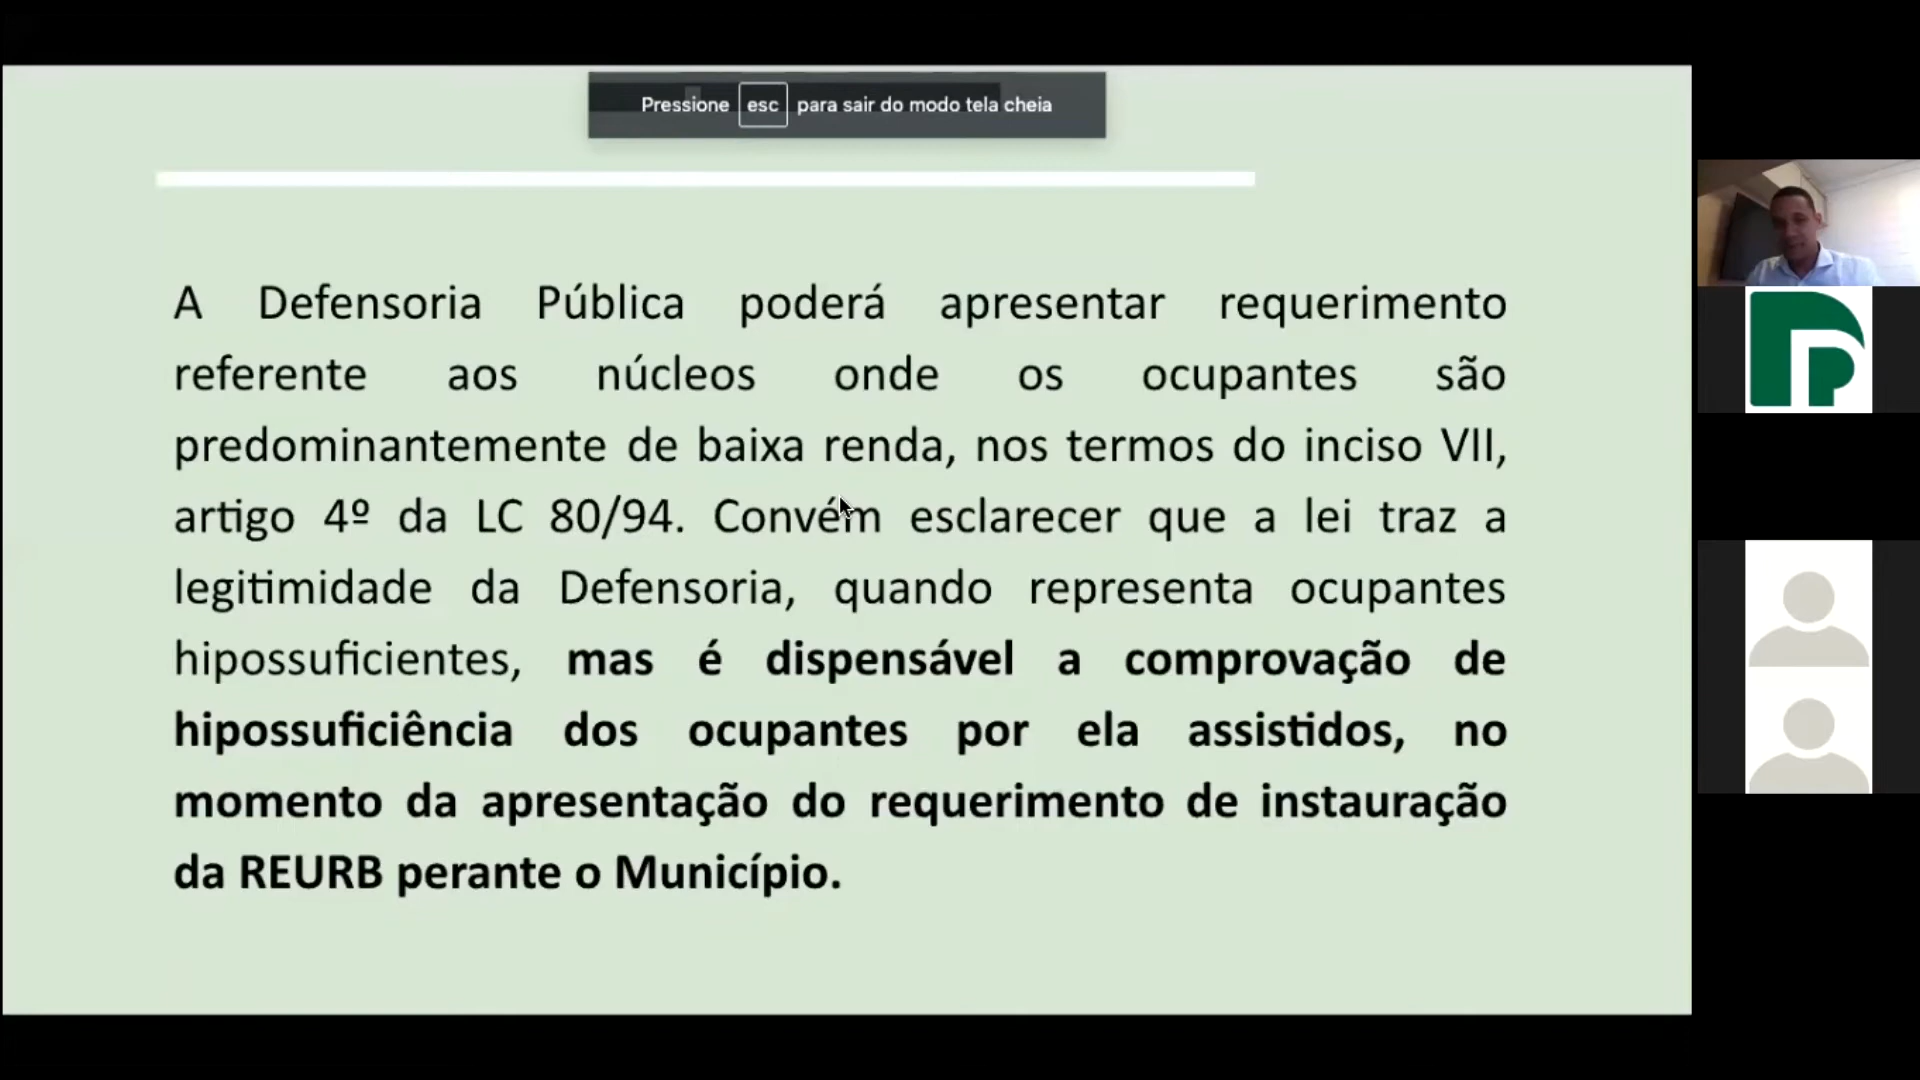 Pressione esc para sair do modo tela cheia
A Defensoria Pública poderá apresentar requerimento
referente aos núcleos onde os ocupantes são
predominantemente de baixa renda, nos termos do inciso VII,
artigo 4º da LC 80/94. Convém esclarecer que a lei traz a
legitimidade da Defensoria, quando representa ocupantes
hipossuficientes, mas é dispensável a comprovação de
hipossuficiência dos ocupantes por ela assistidos, no
momento da apresentação do requerimento de instauração
da REURB perante o Município.